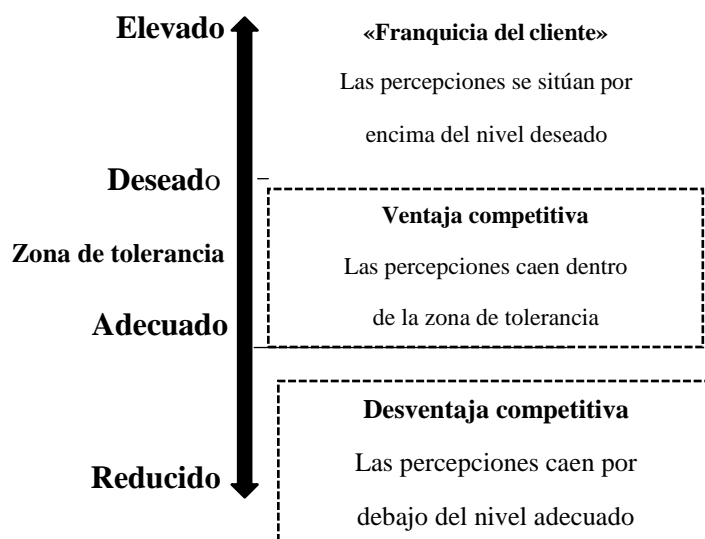 Elevado
«Franquicia del cliente»
Las percepciones se sitúan por
encima del nivel deseado
Deseado
Ventaja competitiva
Zona de tolerancia
Las percepciones caen dentro
de la zona de tolerancia
Adecuado
Desventaja competitiva
Las percepciones caen por
Reducido
debajo del nivel adecuado